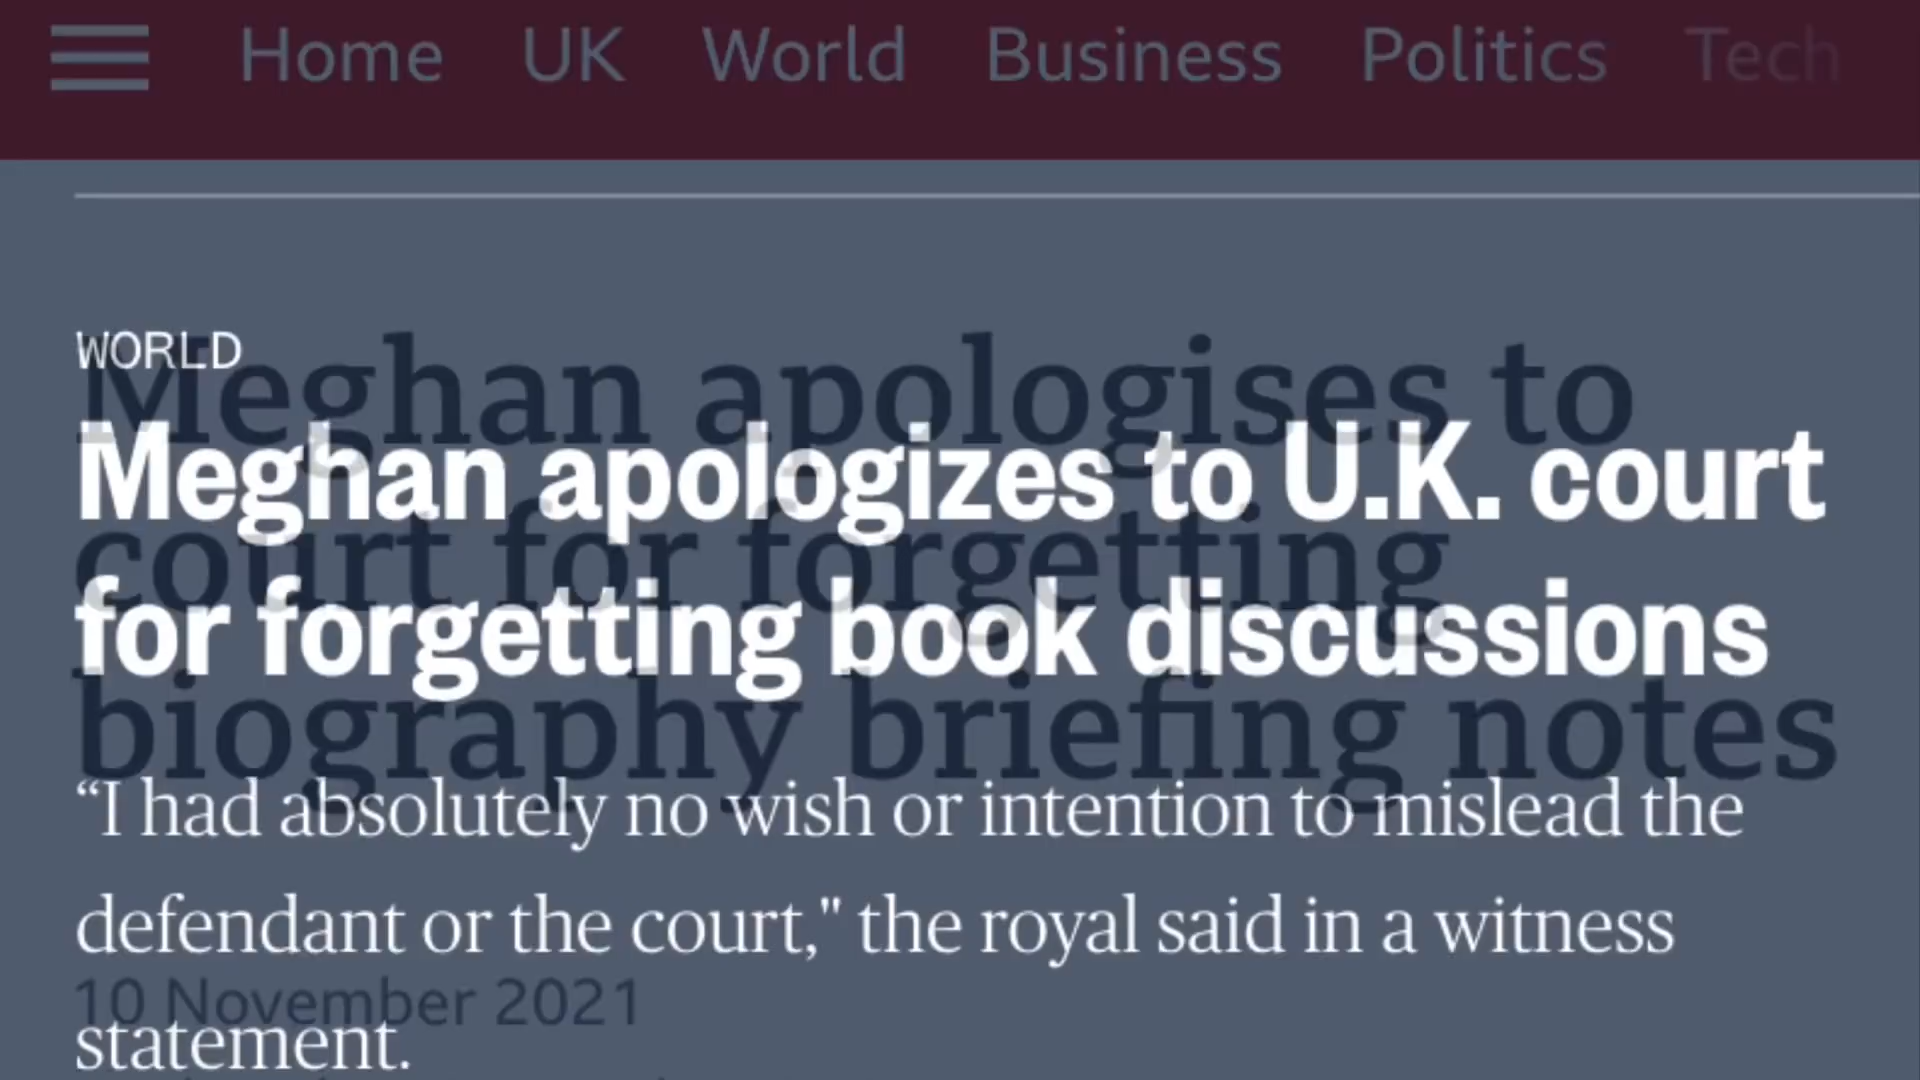 Home UK World Business Politics Tech
WORLD
Meghan apologises to
Meghan apologizes to U.K. court
court for forgetting
for forgetting book discussions
biography briefing notes
“I had absolutely no wish or intention to mislead the
defendant or the court," the royal said in a witness
10 November 2021
statement.